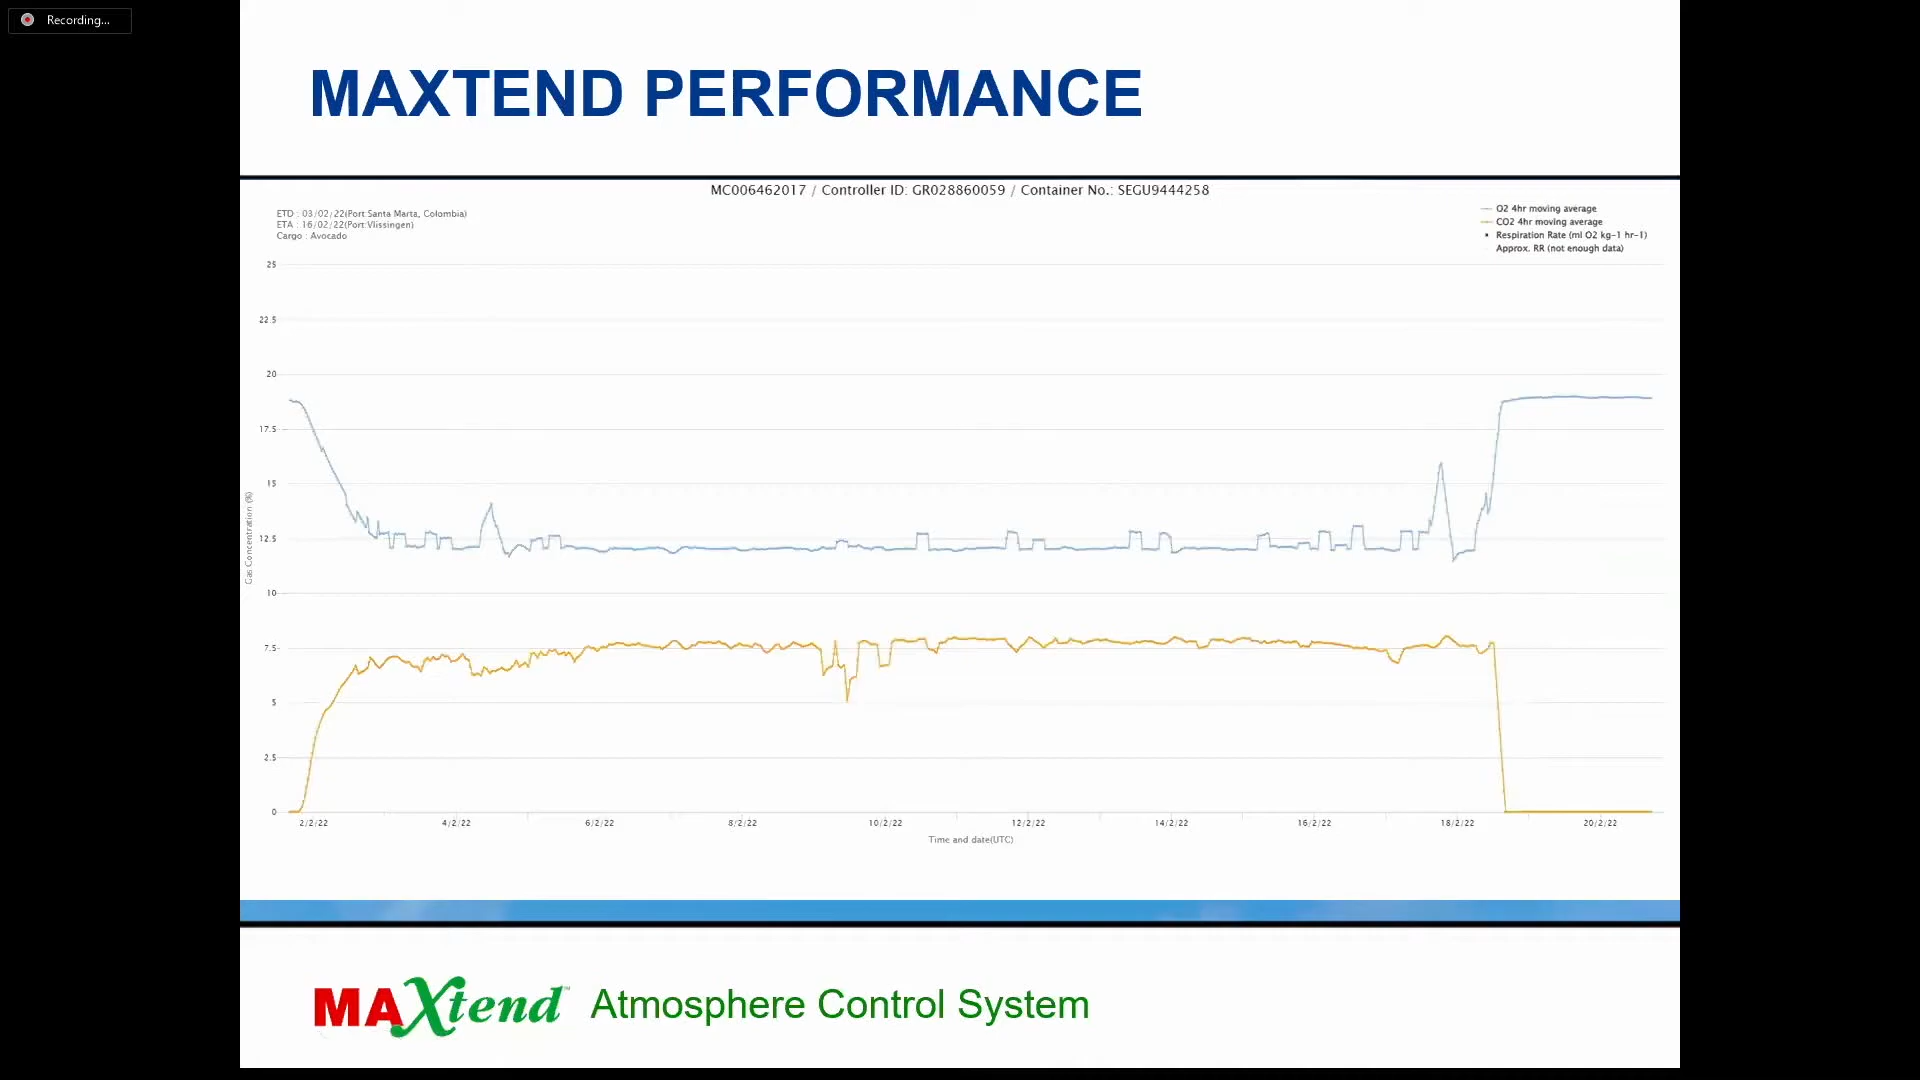 Recording...
MAXTEND PERFORMANCE
MC006462017 / Controller ID: GR028860059 / Container No.: SEGU9444258
ETD : 03/02/22(Port Santa Marta, Colombia)
ETA : 16/02/22(Port Vlissingen)
Cargo : Avocado
O2 4hr moving average
CO2 4hr moving average
Respiration Rate (ml O2 kg-1 hr-1)
Approx. RR (not enough data)
25
22.5
20
17.5
15
12.5
10
7.5
5
2.5
0
Gas Concentration (%)
2/2/22 4/2/22 6/2/22 8/2/22 10/2/22 12/2/22 14/2/22 16/2/22 18/2/22 20/2/22
Time and date(UTC)
MAXtend™ Atmosphere Control System